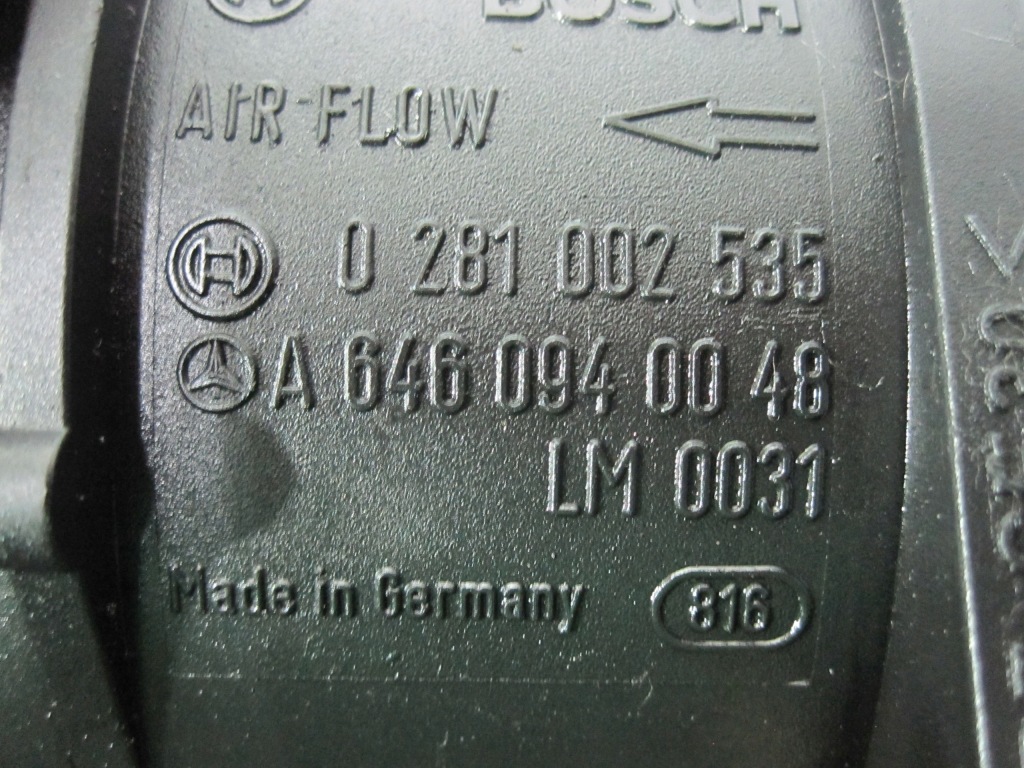 BOSCH
AIR-FLOW
0 281 002 535
A 646 094 00 48
LM 0031
Made in Germany 816